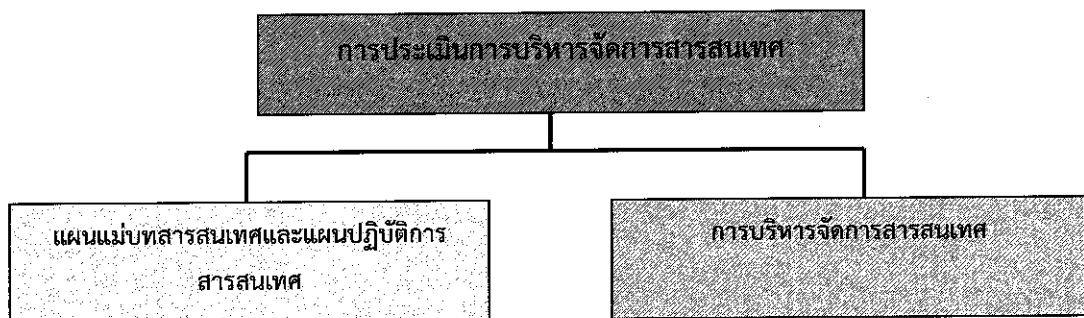 การประเมินการบริหารจัดการสารสนเทศ
แผนแม่บทสารสนเทศและแผนปฏิบัติการ
สารสนเทศ
การบริหารจัดการสารสนเทศ